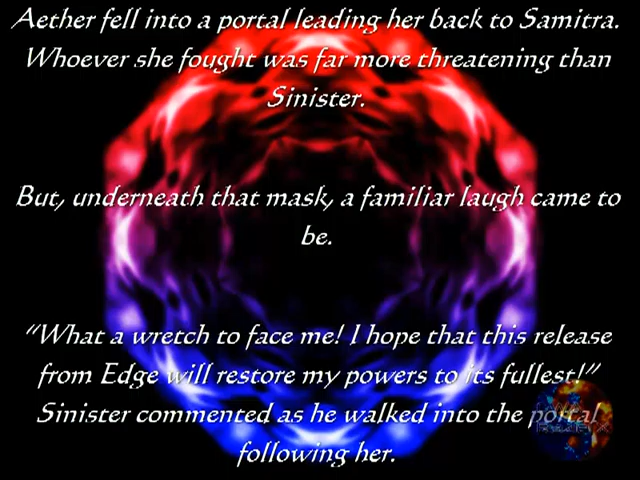 Aether fell into a portal leading her back to Samitra.
Whoever she fought was far more threatening than
Sinister.
But, underneath that mask, a familiar laugh came to
be.
“What a wretch to face me! I hope that this release
from Edge will restore my powers to its fullest!”
Sinister commented as he walked into the portal
following her.